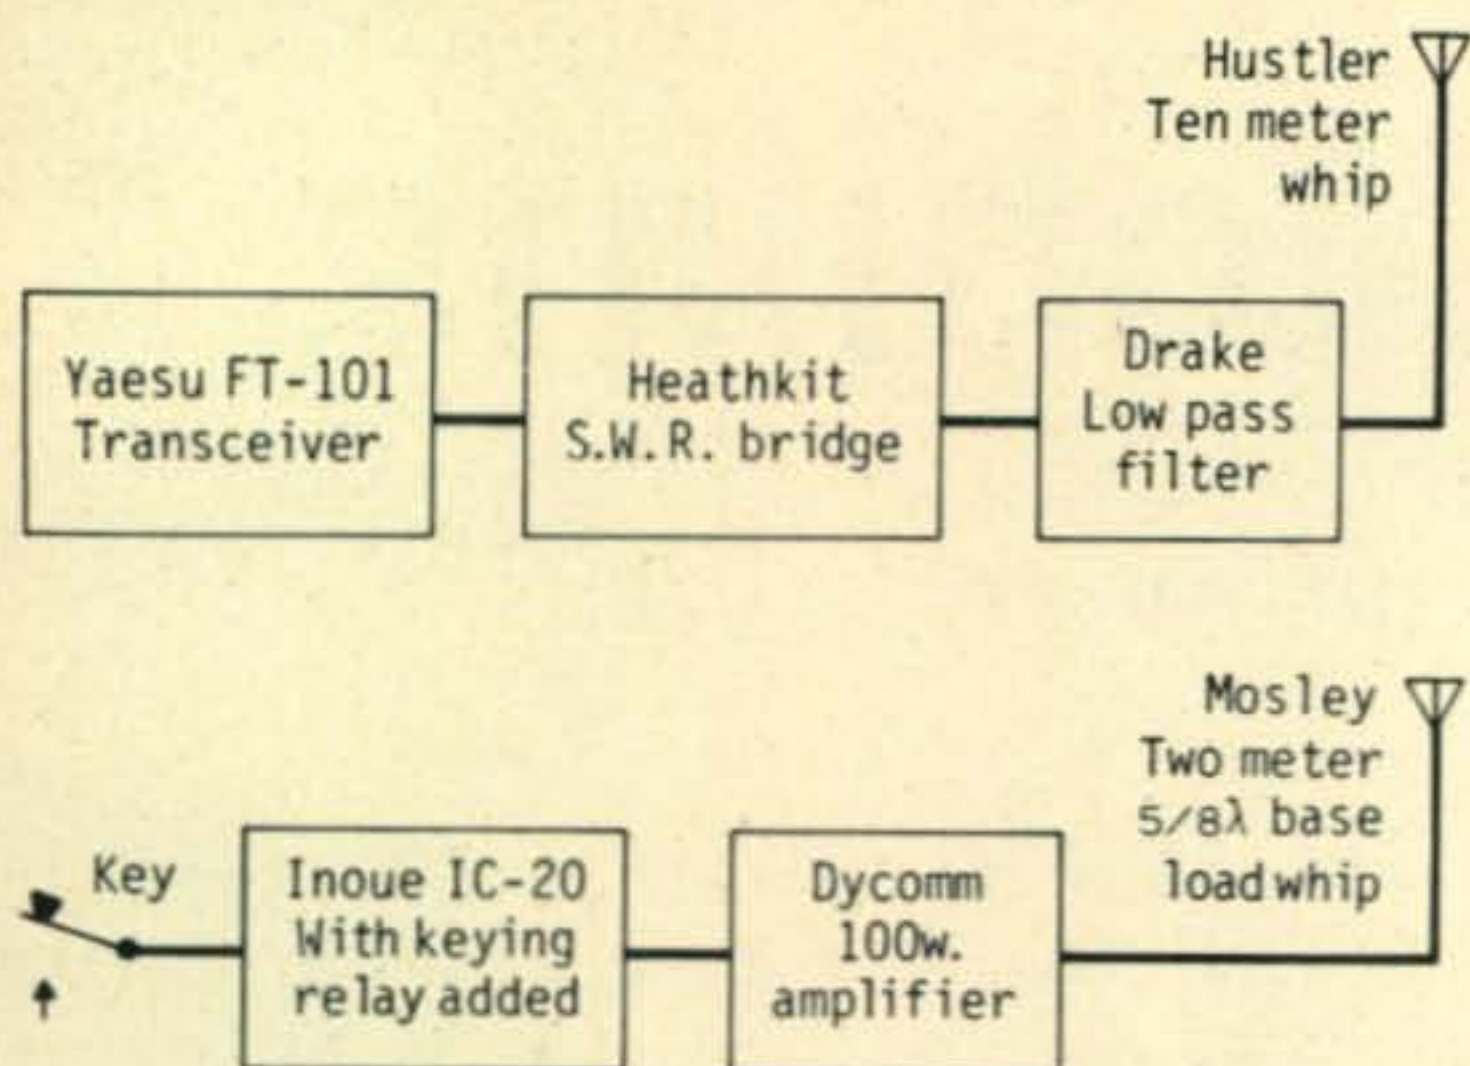 Hustler
Ten meter
whip
Yaesu FT-101
Transceiver
Heathkit
S.W.R. bridge
Drake
Low pass
filter
Mosley
Two meter
5/8λ base
load whip
Key
Inoue IC-20
With keying
relay added
Dycomm
100w.
amplifier